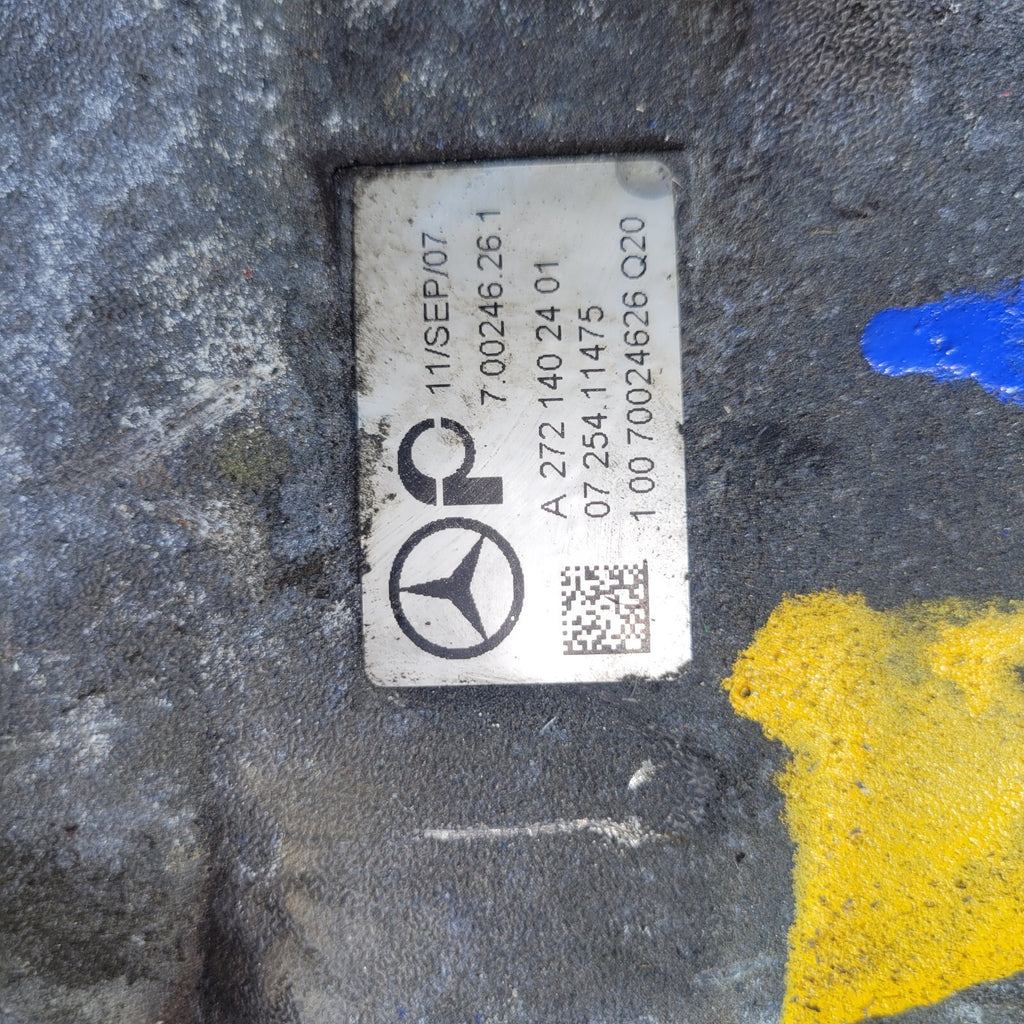 11/SEP/07
7.00246.26.1
A 272 140 24 01
07 254.11475
1 00 70024626 Q20